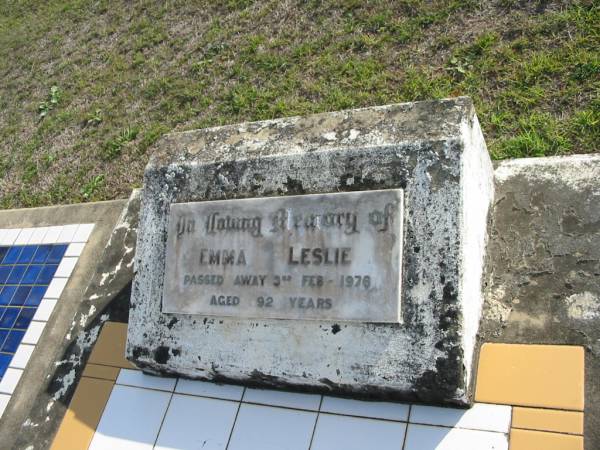 In Loving Memory of
EMMA LESLIE
PASSED AWAY 3RD FEB - 1976
AGED 92 YEARS